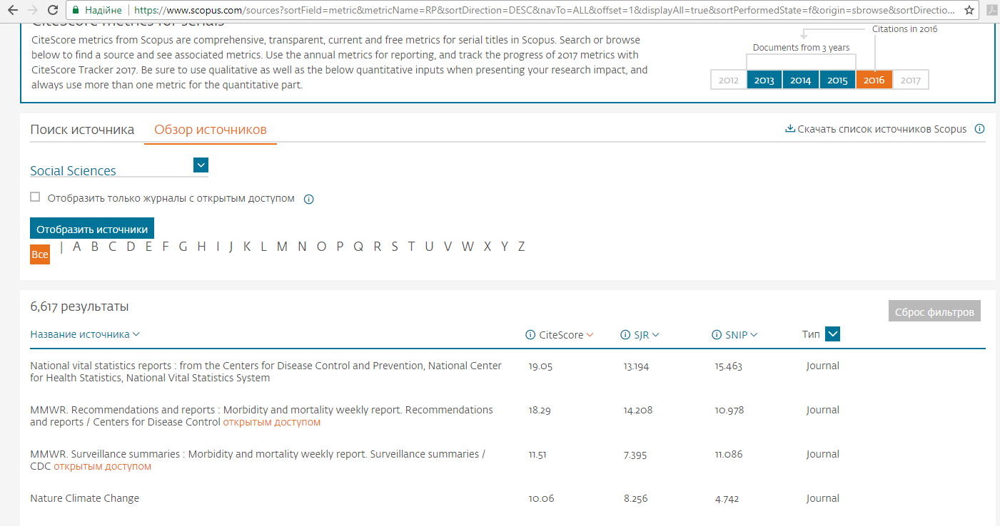 Надійне
https://www.scopus.com/sources?sortField=metric&metricName=RP&sortDirection=DESC&navTo=ALL&offset=1&displayAll=true&sortPerformedState=f&origin=sbrowse&sortDirectio...
CiteScore metrics for serials
CiteScore metrics from Scopus are comprehensive, transparent, current and free metrics for serial titles in Scopus. Search or browse
below to find a source and see associated metrics. Use the annual metrics for reporting, and track the progress of 2017 metrics with
CiteScore Tracker 2017. Be sure to use qualitative as well as the below quantitative inputs when presenting your research impact, and
always use more than one metric for the quantitative part.
Citations in 2016
Documents from 3 years
2012 2013 2014 2015 2016 2017
Поиск источника Обзор источников
Скачать список источников Scopus
Social Sciences
Отобразить только журналы с открытым доступом
Отобразить источники
Все | A B C D E F G H I J K L M N O P Q R S T U V W X Y Z
6,617 результаты
Сброс фильтров
Название источника CiteScore SJR SNIP Тип
National vital statistics reports : from the Centers for Disease Control and Prevention, National Center 19.05 13.194 15.463 Journal
for Health Statistics, National Vital Statistics System
MMWR. Recommendations and reports : Morbidity and mortality weekly report. Recommendations 18.29 14.208 10.978 Journal
and reports / Centers for Disease Control открытым доступом
MMWR. Surveillance summaries : Morbidity and mortality weekly report. Surveillance summaries / 11.51 7.395 11.086 Journal
CDC открытым доступом
Nature Climate Change 10.06 8.256 4.742 Journal